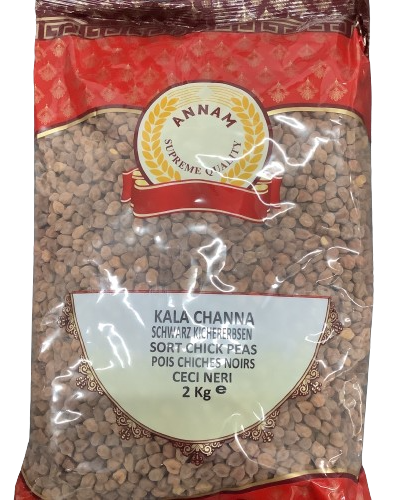 ANNAM
SUPREME QUALITY
KALA CHANNA
SCHWARZ KICHERERBSEN
SORT CHICK PEAS
POIS CHICHES NOIRS
CECI NERI
2 Kg e